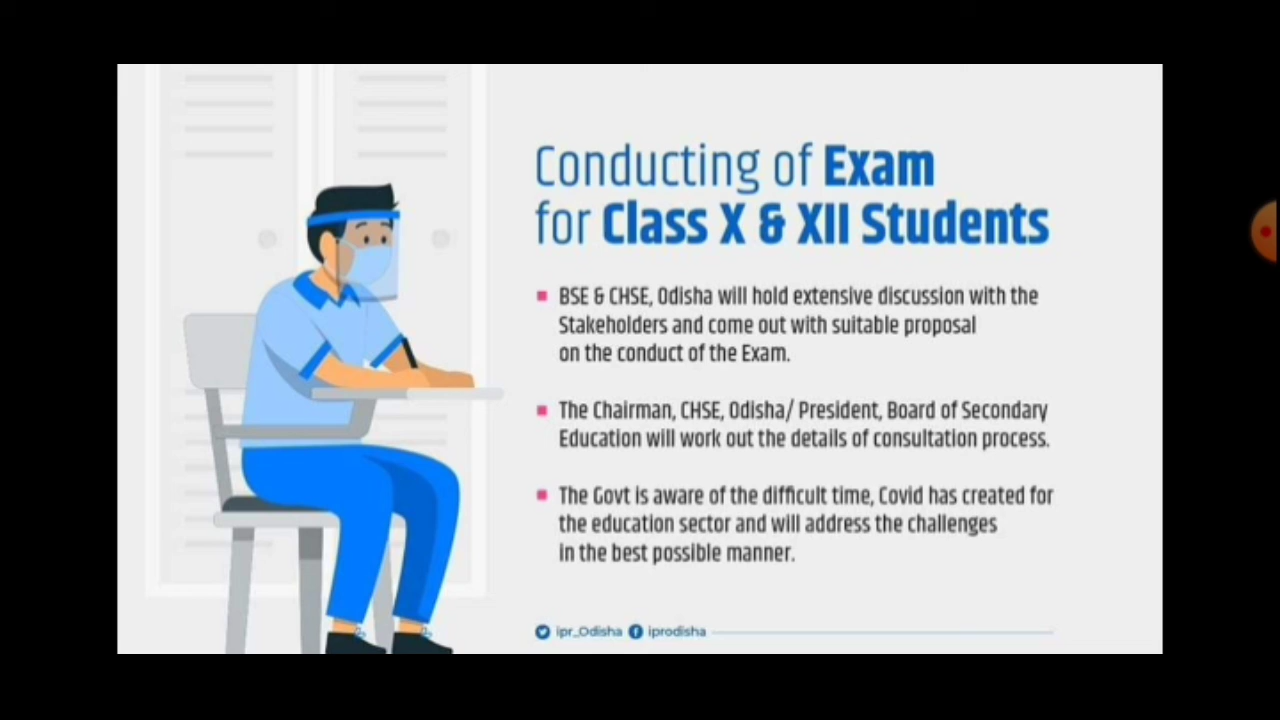 Conducting of Exam
for Class X & XII Students
BSE & CHSE, Odisha will hold extensive discussion with the
Stakeholders and come out with suitable proposal
on the conduct of the Exam.
The Chairman, CHSE, Odisha/ President, Board of Secondary
Education will work out the details of consultation process.
The Govt is aware of the difficult time, Covid has created for
the education sector and will address the challenges
in the best possible manner.
ipr_Odisha iprodisha